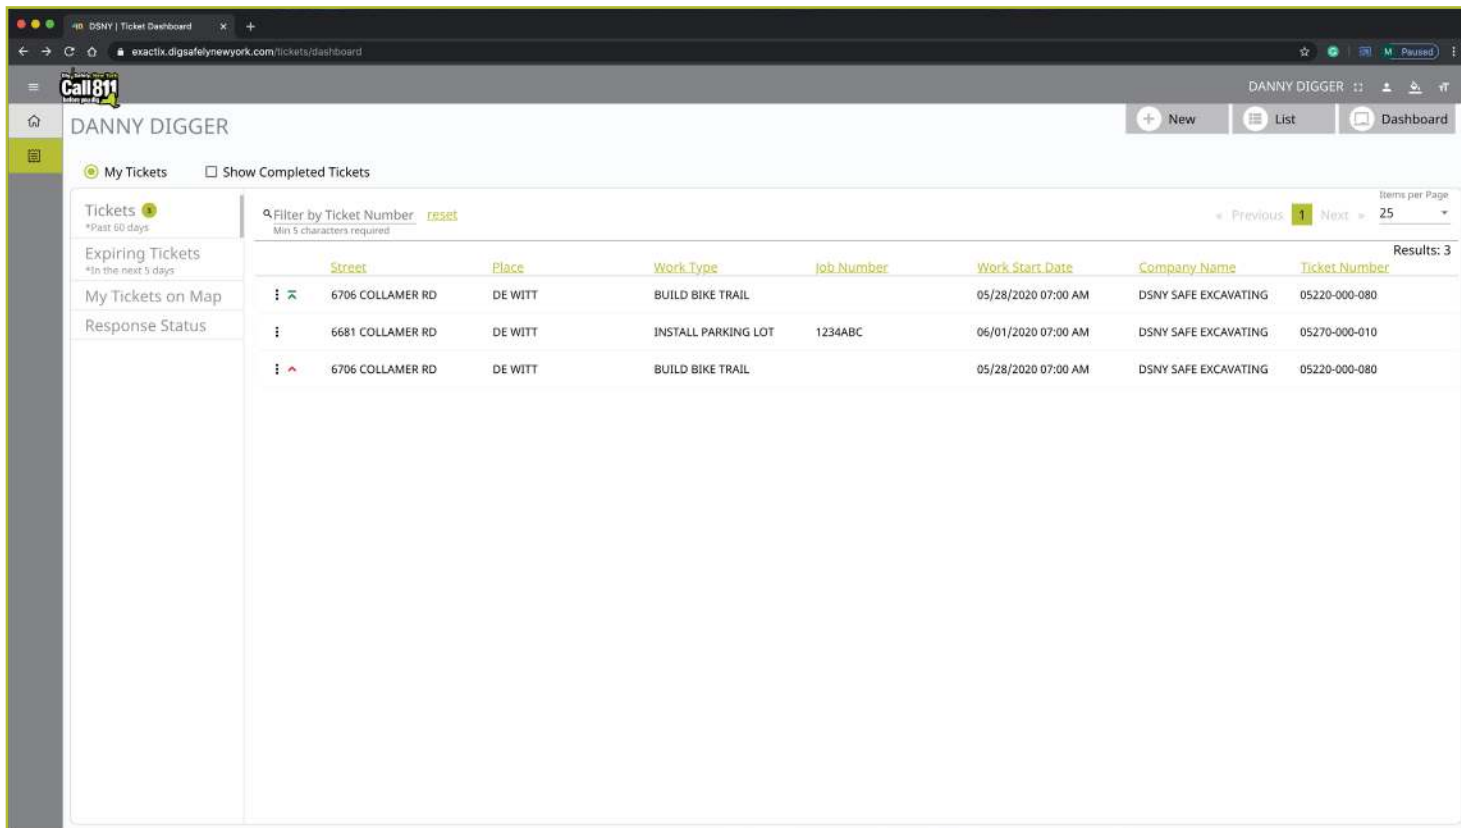 DSNY | Ticket Dashboard
exactix.digsafelynewyork.com/tickets/dashboard
M Paused
Call 811
before you dig
DANNY DIGGER
DANNY DIGGER
New
List
Dashboard
My Tickets
Show Completed Tickets
Tickets 3
*Past 60 days
Expiring Tickets
*In the next 5 days
My Tickets on Map
Response Status
Filter by Ticket Number reset
Min 5 characters required
« Previous 1 Next »
Items per Page
25
Results: 3
Street Place Work Type Job Number Work Start Date Company Name Ticket Number
6706 COLLAMER RD DE WITT BUILD BIKE TRAIL 05/28/2020 07:00 AM DSNY SAFE EXCAVATING 05220-000-080
6681 COLLAMER RD DE WITT INSTALL PARKING LOT 1234ABC 06/01/2020 07:00 AM DSNY SAFE EXCAVATING 05270-000-010
6706 COLLAMER RD DE WITT BUILD BIKE TRAIL 05/28/2020 07:00 AM DSNY SAFE EXCAVATING 05220-000-080